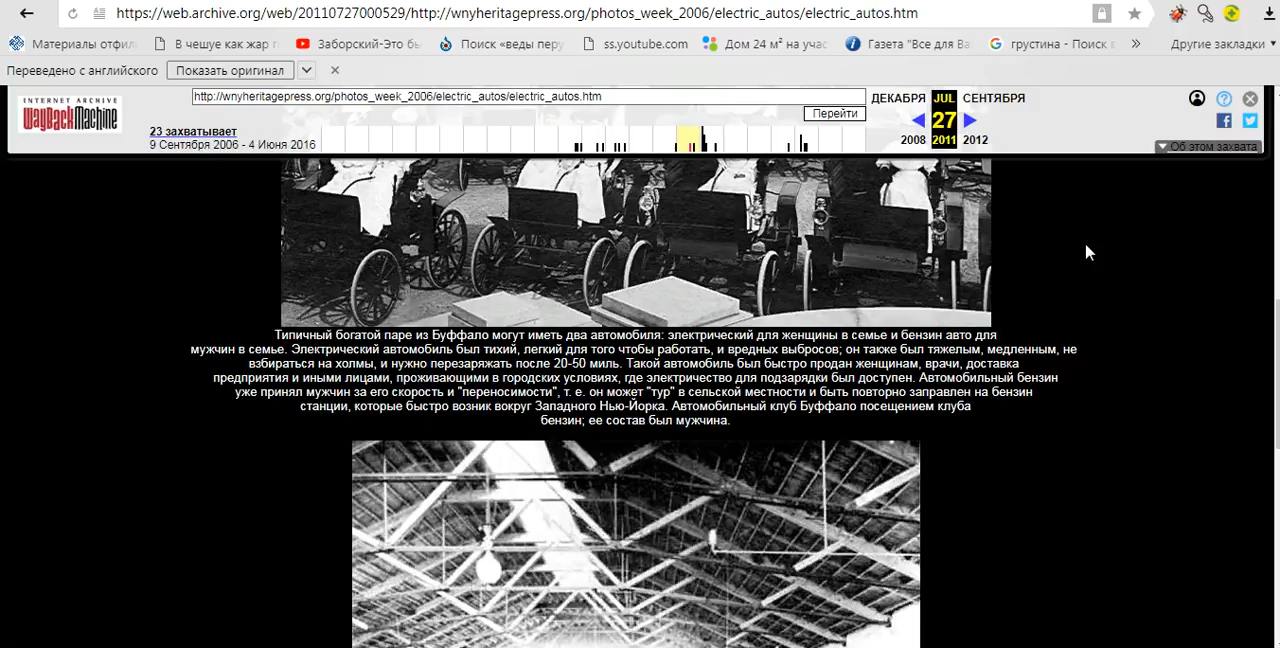 https://web.archive.org/web/20110727000529/http://wnyheritagepress.org/photos_week_2006/electric_autos/electric_autos.htm
Материалы отфил
В чешуе как жар г
Заборский-Это бы
Поиск «веды перу
ss.youtube.com
Дом 24 м² на учас
Газета "Все для Ва
грустина - Поиск в
»
Другие закладки
Переведено с английского
Показать оригинал
INTERNET ARCHIVE
WayBackMachine
http://wnyheritagepress.org/photos_week_2006/electric_autos/electric_autos.htm
Перейти
23 захватывает
9 Сентября 2006 - 4 Июня 2016
ДЕКАБРЯ JUL СЕНТЯБРЯ
27
2008 2011 2012
Об этом захвата
Типичный богатой паре из Буффало могут иметь два автомобиля: электрический для женщины в семье и бензин авто для
мужчин в семье. Электрический автомобиль был тихий, легкий для того чтобы работать, и вредных выбросов; он также был тяжелым, медленным, не
взбираться на холмы, и нужно перезаряжать после 20-50 миль. Такой автомобиль был быстро продан женщинам, врачи, доставка
предприятия и иными лицами, проживающими в городских условиях, где электричество для подзарядки был доступен. Автомобильный бензин
уже принял мужчин за его скорость и "переносимости", т. е. он может "тур" в сельской местности и быть повторно заправлен на бензин
станции, которые быстро возник вокруг Западного Нью-Йорка. Автомобильный клуб Буффало посещением клуба
бензин; ее состав был мужчина.